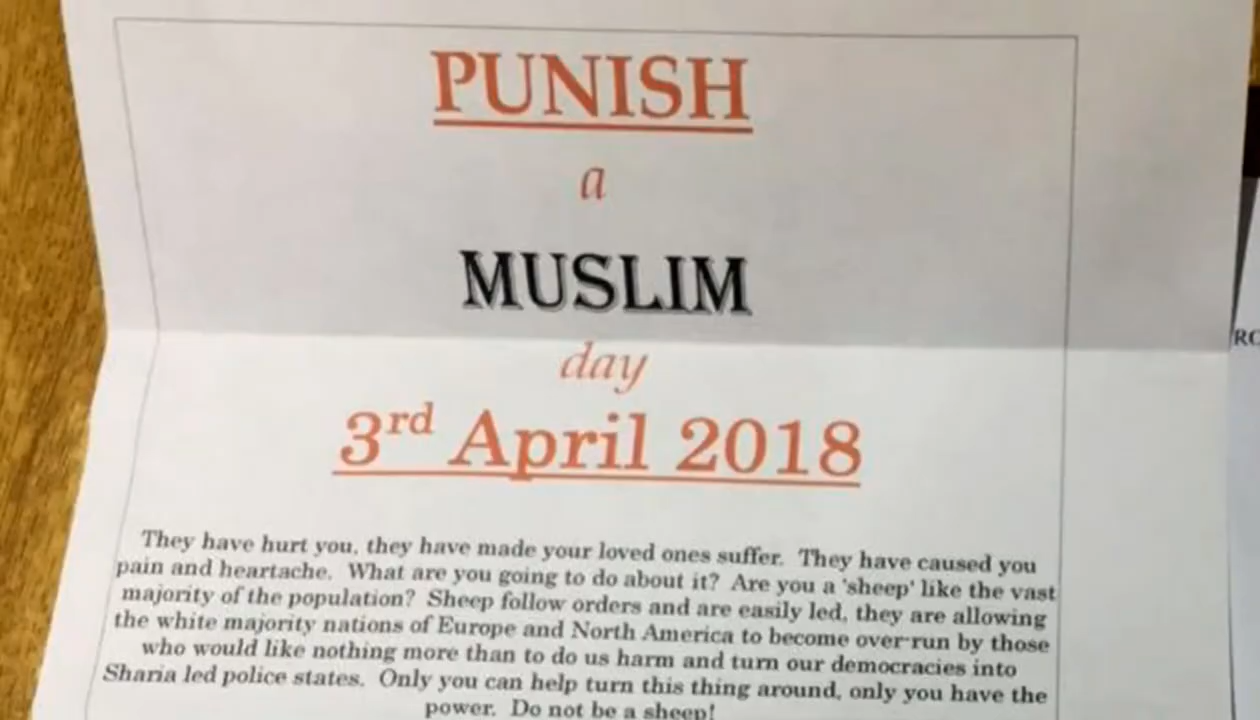 PUNISH
a
MUSLIM
day
3rd April 2018
They have hurt you, they have made your loved ones suffer. They have caused you
pain and heartache. What are you going to do about it? Are you a 'sheep' like the vast
majority of the population? Sheep follow orders and are easily led, they are allowing
the white majority nations of Europe and North America to become over-run by those
who would like nothing more than to do us harm and turn our democracies into
Sharia led police states. Only you can help turn this thing around, only you have the
power. Do not be a sheep!